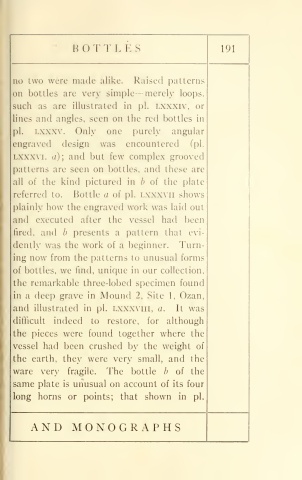 BOTTLES
191
no two were made alike. Raised patterns
on bottles are very simple—merely loops,
such as are illustrated in pl. LXXXIV, or
lines and angles, seen on the red bottles in
pl. LXXXV. Only one purely angular
engraved design was encountered (pl.
LXXXVI. a); and but few complex grooved
patterns are seen on bottles, and these are
all of the kind pictured in b of the plate
referred to. Bottle a of pl. LXXXVII shows
plainly how the engraved work was laid out
and executed after the vessel had been
fired, and b presents a pattern that evi-
dently was the work of a beginner. Turn-
ing now from the patterns to unusual forms
of bottles, we find, unique in our collection,
the remarkable three-lobed specimen found
in a deep grave in Mound 2, Site 1, Ozan,
and illustrated in pl. LXXXVIII, a. It was
difficult indeed to restore, for although
the pieces were found together where the
vessel had been crushed by the weight of
the earth, they were very small, and the
ware very fragile. The bottle b of the
same plate is unusual on account of its four
long horns or points; that shown in pl.
AND MONOGRAPHS